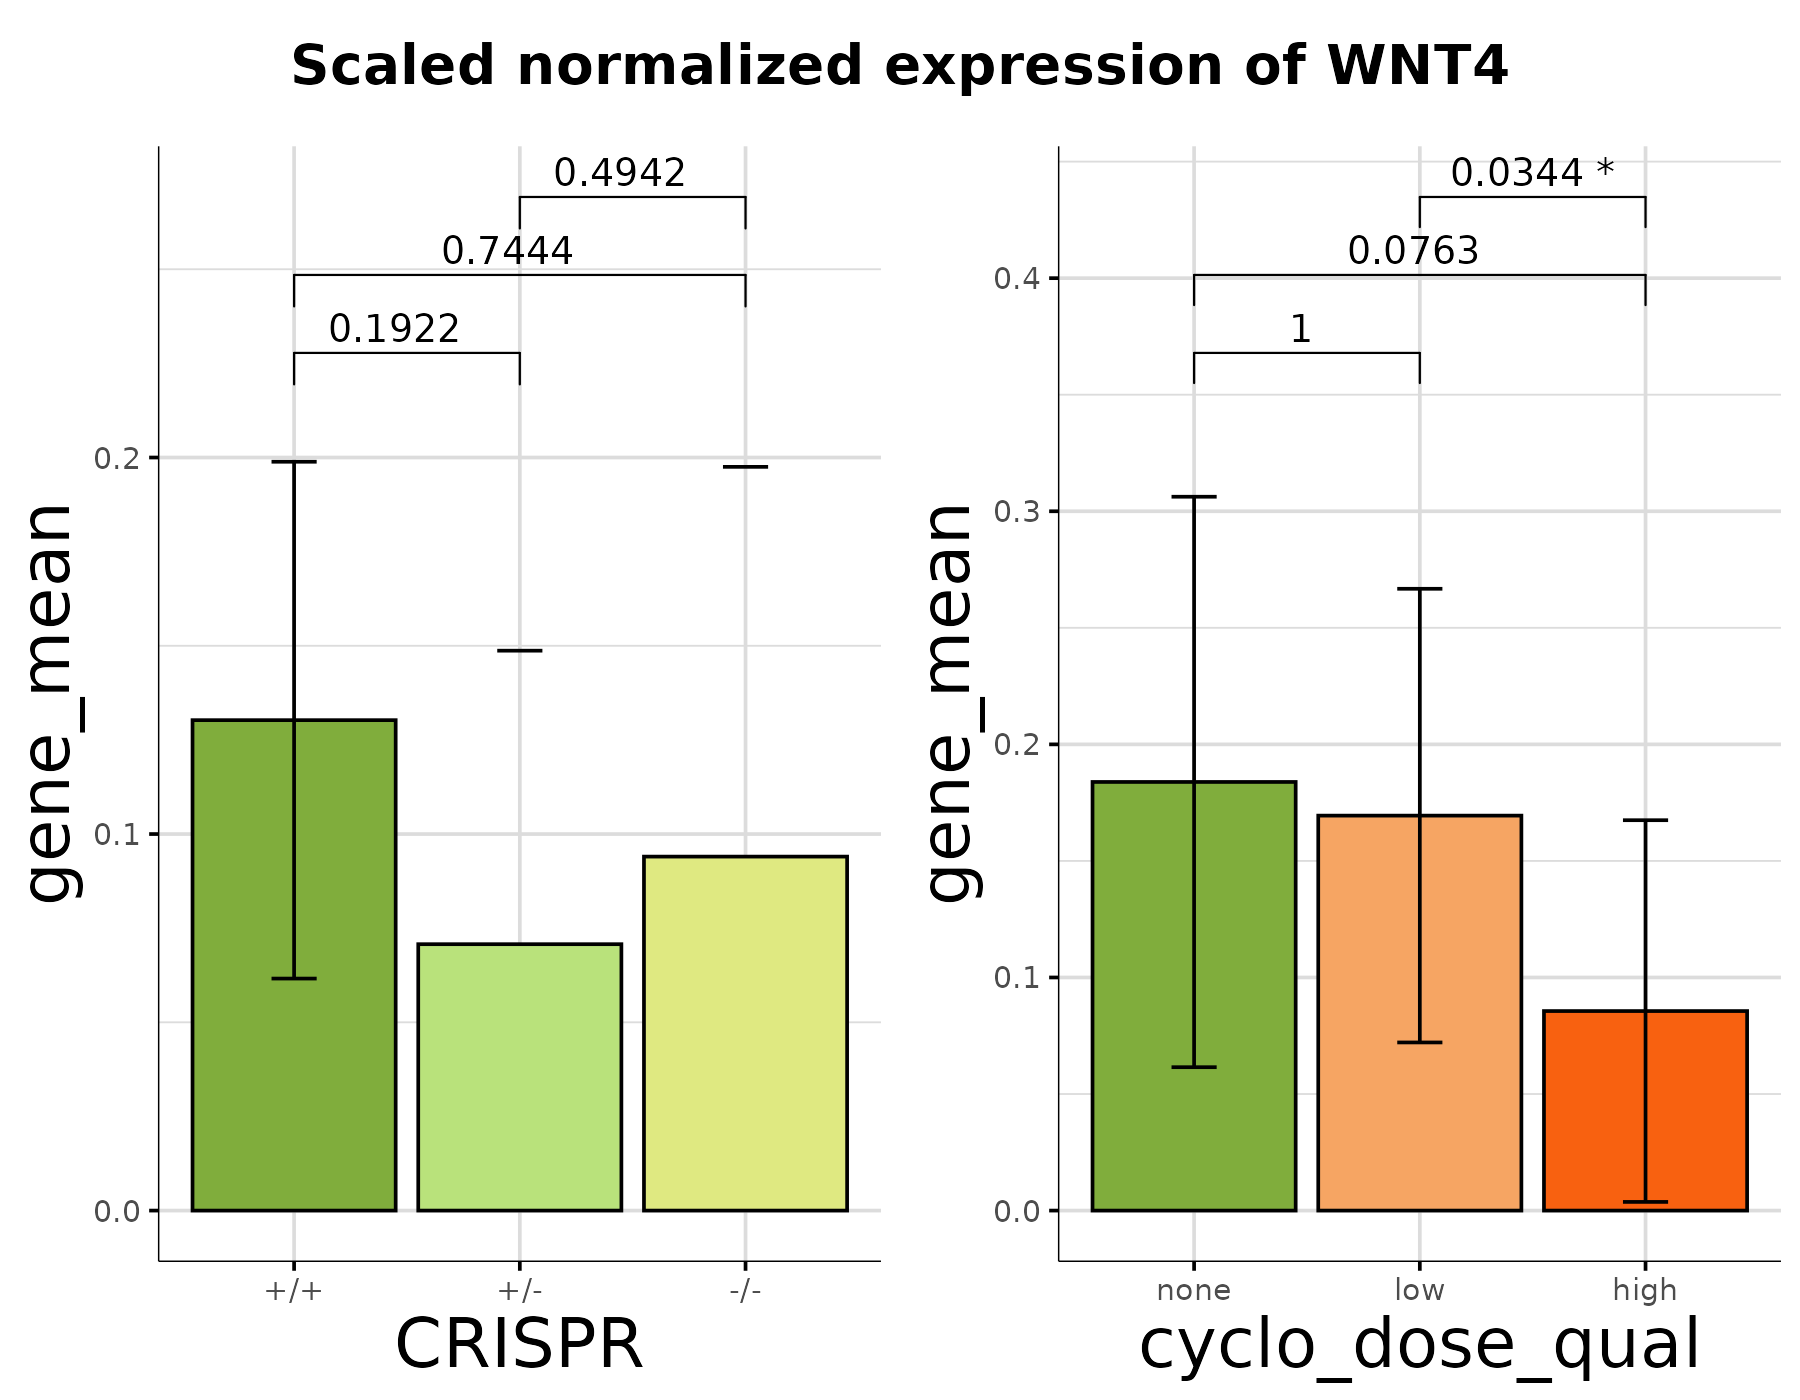 Scaled normalized expression of WNT4
gene_mean
0.2
0.1
0.0
0.4942
0.7444
0.1922
+/+
+/-
-/-
CRISPR
gene_mean
0.4
0.3
0.2
0.1
0.0
0.0344 *
0.0763
1
none
low
high
cyclo_dose_qual